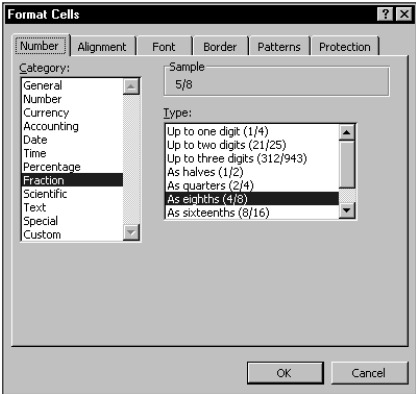 Format Cells
Number Alignment Font Border Patterns Protection
Category:
General
Number
Currency
Accounting
Date
Time
Percentage
Fraction
Scientific
Text
Special
Custom
Sample
5/8
Type:
Up to one digit (1/4)
Up to two digits (21/25)
Up to three digits (312/943)
As halves (1/2)
As quarters (2/4)
As eighths (4/8)
As sixteenths (8/16)
OK Cancel